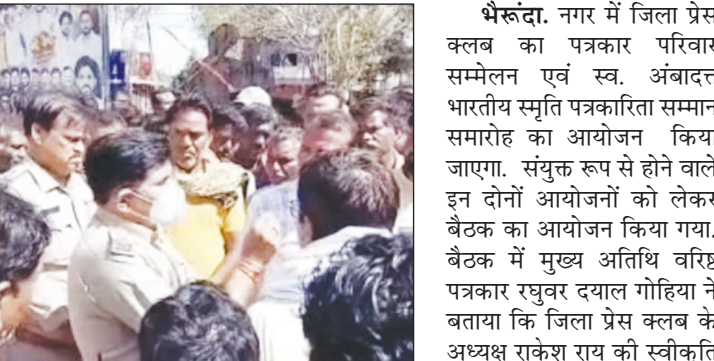 भैरूंदा. नगर में जिला प्रेस
क्लब का पत्रकार परिवार
सम्मेलन एवं स्व. अंबादत्त
भारतीय स्मृति पत्रकारिता सम्मान
समारोह का आयोजन किया
जाएगा. संयुक्त रूप से होने वाले
इन दोनों आयोजनों को लेकर
बैठक का आयोजन किया गया.
बैठक में मुख्य अतिथि वरिष्ठ
पत्रकार रघुवर दयाल गोहिया ने
बताया कि जिला प्रेस क्लब के
अध्यक्ष राकेश राय की स्वीकृति